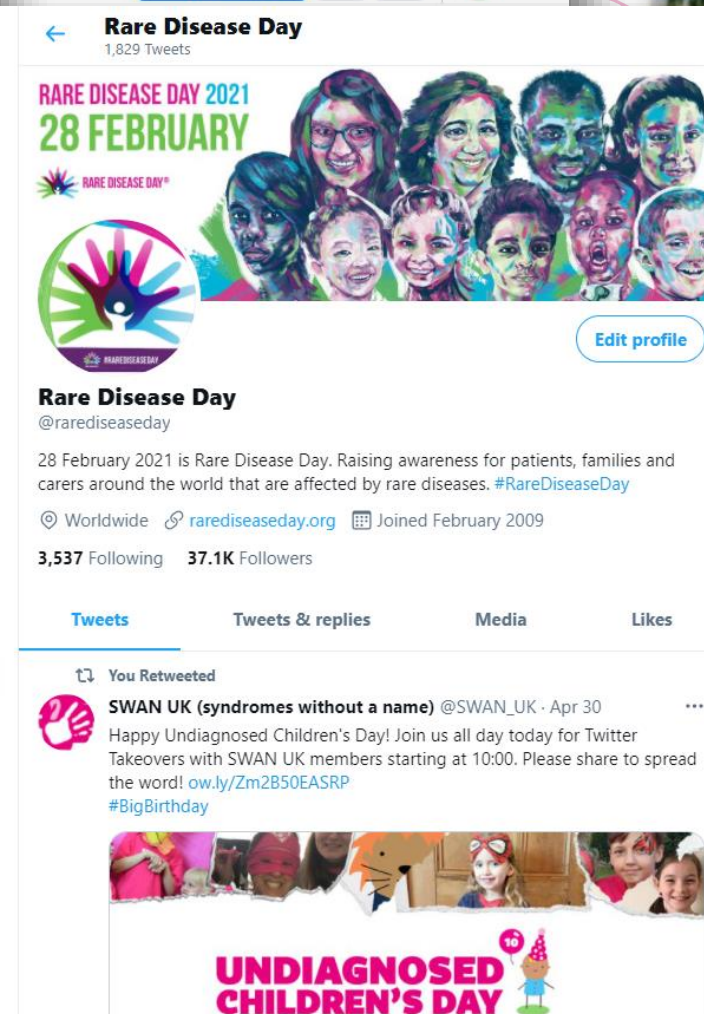 Rare Disease Day
1,829 Tweets
RARE DISEASE DAY 2021
28 FEBRUARY
RARE DISEASE DAY®
#RAREDISEASEDAY
Edit profile
Rare Disease Day
@rarediseaseday
28 February 2021 is Rare Disease Day. Raising awareness for patients, families and
carers around the world that are affected by rare diseases. #RareDiseaseDay
Worldwide rarediseaseday.org Joined February 2009
3,537 Following 37.1K Followers
Tweets Tweets & replies Media Likes
You Retweeted
SWAN UK (syndromes without a name) @SWAN_UK · Apr 30
Happy Undiagnosed Children's Day! Join us all day today for Twitter
Takeovers with SWAN UK members starting at 10:00. Please share to spread
the word! ow.ly/Zm2B50EASRP
#BigBirthday
10
UNDIAGNOSED
CHILDREN'S DAY